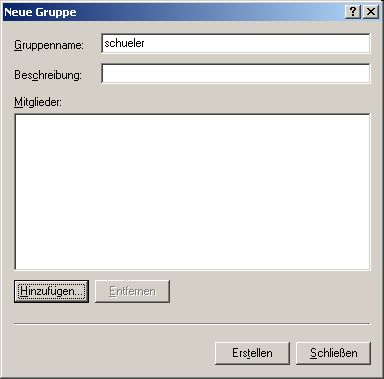 Neue Gruppe
Gruppenname: schueler
Beschreibung:
Mitglieder:
Hinzufügen... Entfernen
Erstellen Schließen